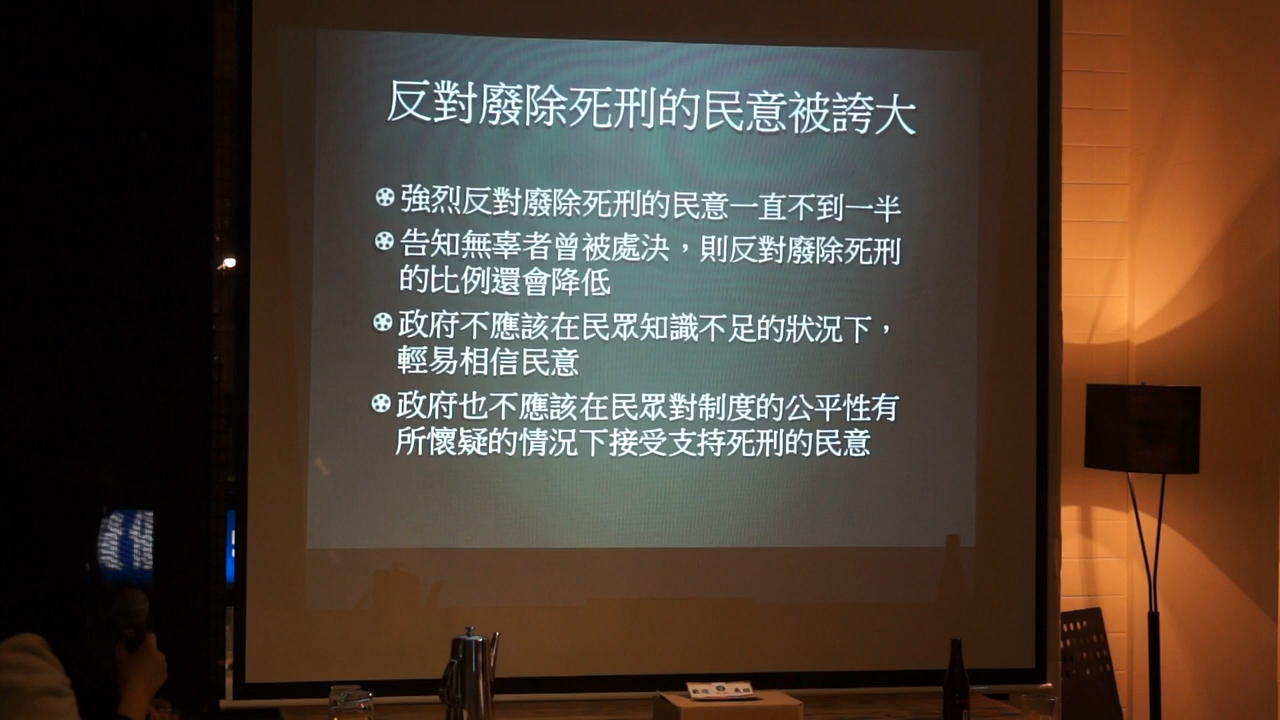 反對廢除死刑的民意被誇大
強烈反對廢除死刑的民意一直不到一半
告知無辜者曾被處決，則反對廢除死刑
的比例還會降低
政府不應該在民眾知識不足的狀況下，
輕易相信民意
政府也不應該在民眾對制度的公平性有
所懷疑的情況下接受支持死刑的民意